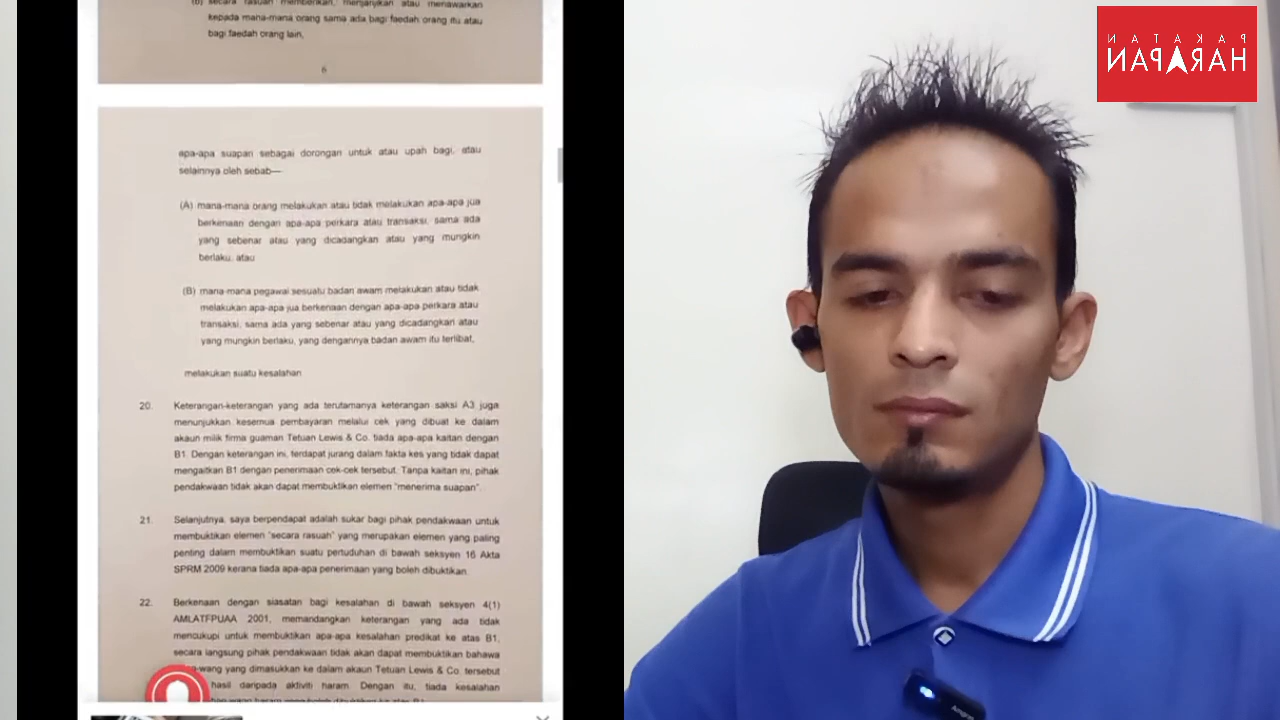 (b) secara rasuah memberikan, menjanjikan atau menawarkan
kepada mana-mana orang sama ada bagi faedah orang itu atau
bagi faedah orang lain,
6
apa-apa suapan sebagai dorongan untuk atau upah bagi, atau
selainnya oleh sebab—
(A) mana-mana orang melakukan atau tidak melakukan apa-apa jua
berkenaan dengan apa-apa perkara atau transaksi, sama ada
yang sebenar atau yang dicadangkan atau yang mungkin
berlaku, atau
(B) mana-mana pegawai sesuatu badan awam melakukan atau tidak
melakukan apa-apa jua berkenaan dengan apa-apa perkara atau
transaksi, sama ada yang sebenar atau yang dicadangkan atau
yang mungkin berlaku, yang dengannya badan awam itu terlibat,
melakukan suatu kesalahan
20. Keterangan-keterangan yang ada terutamanya keterangan saksi A3 juga
menunjukkan kesemua pembayaran melalui cek yang dibuat ke dalam
akaun milik firma guaman Tetuan Lewis & Co. tiada apa-apa kaitan dengan
B1. Dengan keterangan ini, terdapat jurang dalam fakta kes yang tidak dapat
mengaitkan B1 dengan penerimaan cek-cek tersebut. Tanpa kaitan ini, pihak
pendakwaan tidak akan dapat membuktikan elemen "menerima suapan".
21. Selanjutnya, saya berpendapat adalah sukar bagi pihak pendakwaan untuk
membuktikan elemen "secara rasuah" yang merupakan elemen yang paling
penting dalam membuktikan suatu pertuduhan di bawah seksyen 16 Akta
SPRM 2009 kerana tiada apa-apa penerimaan yang boleh dibuktikan.
22. Berkenaan dengan siasatan bagi kesalahan di bawah seksyen 4(1)
AMLATFPUAA 2001, memandangkan keterangan yang ada tidak
mencukupi untuk membuktikan apa-apa kesalahan predikat ke atas B1,
secara langsung pihak pendakwaan tidak akan dapat membuktikan bahawa
wang yang dimasukkan ke dalam akaun Tetuan Lewis & Co. tersebut
hasil daripada aktiviti haram. Dengan itu, tiada kesalahan
PAKATAN
HARAPAN